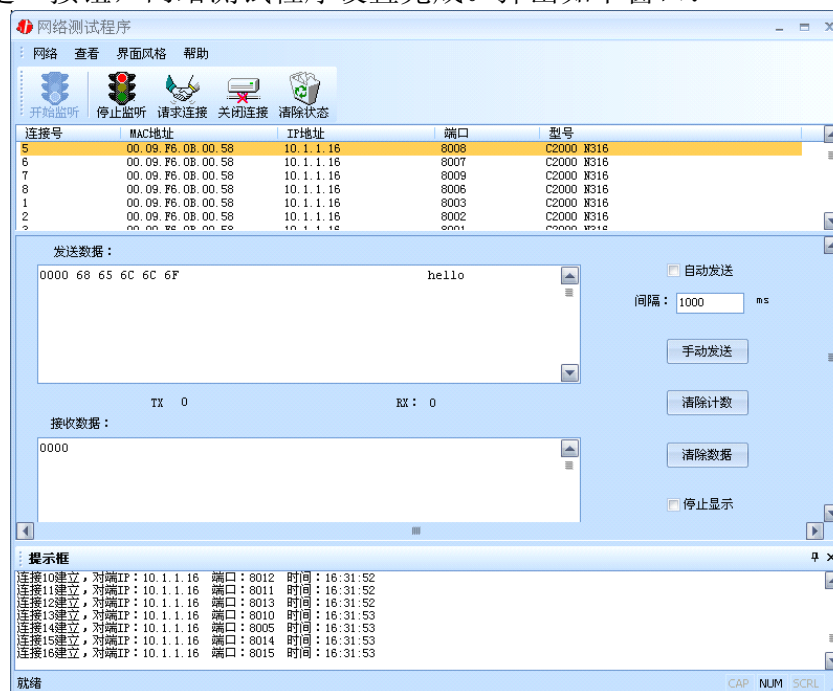 网络测试程序
网络 查看 界面风格 帮助
开始监听 停止监听 请求连接 关闭连接 清除状态
连接号 MAC地址 IP地址 端口 型号
5 00.09.F6.0B.00.58 10.1.1.16 8008 C2000 N316
6 00.09.F6.0B.00.58 10.1.1.16 8007 C2000 N316
7 00.09.F6.0B.00.58 10.1.1.16 8009 C2000 N316
8 00.09.F6.0B.00.58 10.1.1.16 8006 C2000 N316
1 00.09.F6.0B.00.58 10.1.1.16 8003 C2000 N316
2 00.09.F6.0B.00.58 10.1.1.16 8002 C2000 N316
00.09.F6.0B.00.58 10.1.1.16 8001 C2000 N316
发送数据：
0000 68 65 6C 6C 6F hello
自动发送
间隔： 1000 ms
手动发送
TX 0 RX： 0
清除计数
接收数据：
0000
清除数据
停止显示
提示框
连接10建立，对端IP：10.1.1.16 端口：8012 时间：16:31:52
连接11建立，对端IP：10.1.1.16 端口：8011 时间：16:31:52
连接12建立，对端IP：10.1.1.16 端口：8013 时间：16:31:52
连接13建立，对端IP：10.1.1.16 端口：8010 时间：16:31:53
连接14建立，对端IP：10.1.1.16 端口：8005 时间：16:31:53
连接15建立，对端IP：10.1.1.16 端口：8014 时间：16:31:53
连接16建立，对端IP：10.1.1.16 端口：8015 时间：16:31:53
就绪 CAP NUM SCRL